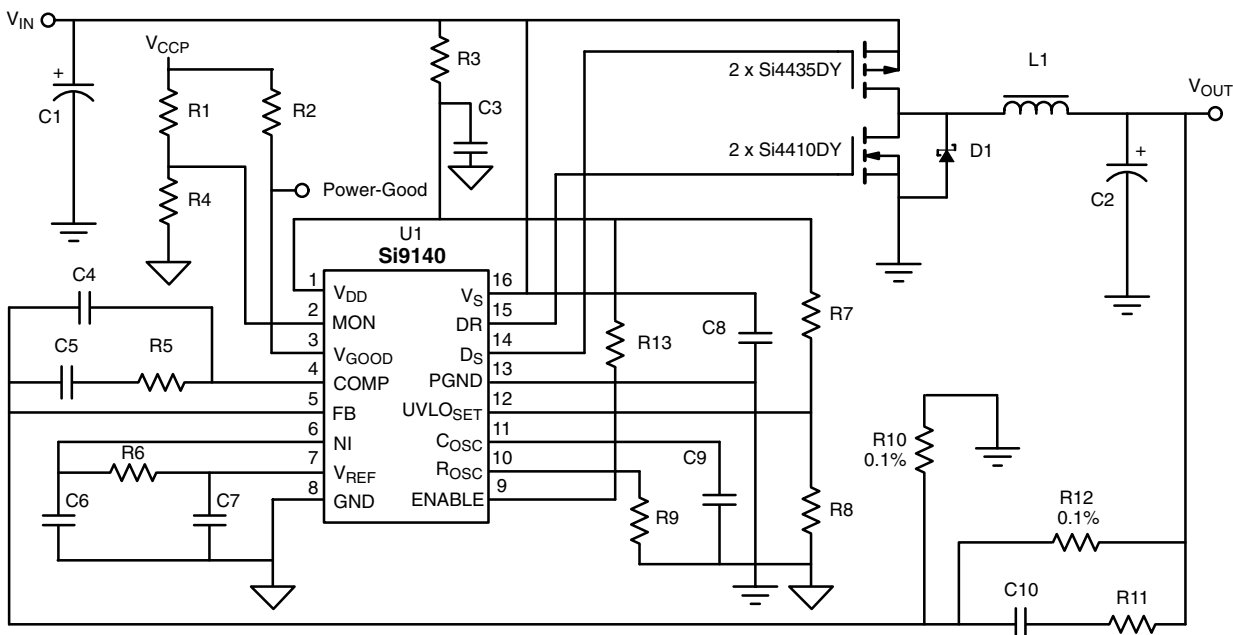 VIN
VCCP
R3
2 x Si4435DY
L1
VOUT
+
C1
R1
R2
C3
2 x Si4410DY
D1
+
C2
R4
Power-Good
U1
Si9140
C4
1
VDD
16
VS
2
MON
15
DR
C8
R7
C5
R5
3
VGOOD
14
DS
R13
4
COMP
13
PGND
5
FB
12
UVLOSET
6
NI
11
COSC
R10
0.1%
R6
7
VREF
10
ROSC
C9
C6
C7
8
GND
9
ENABLE
R9
R8
R12
0.1%
C10
R11